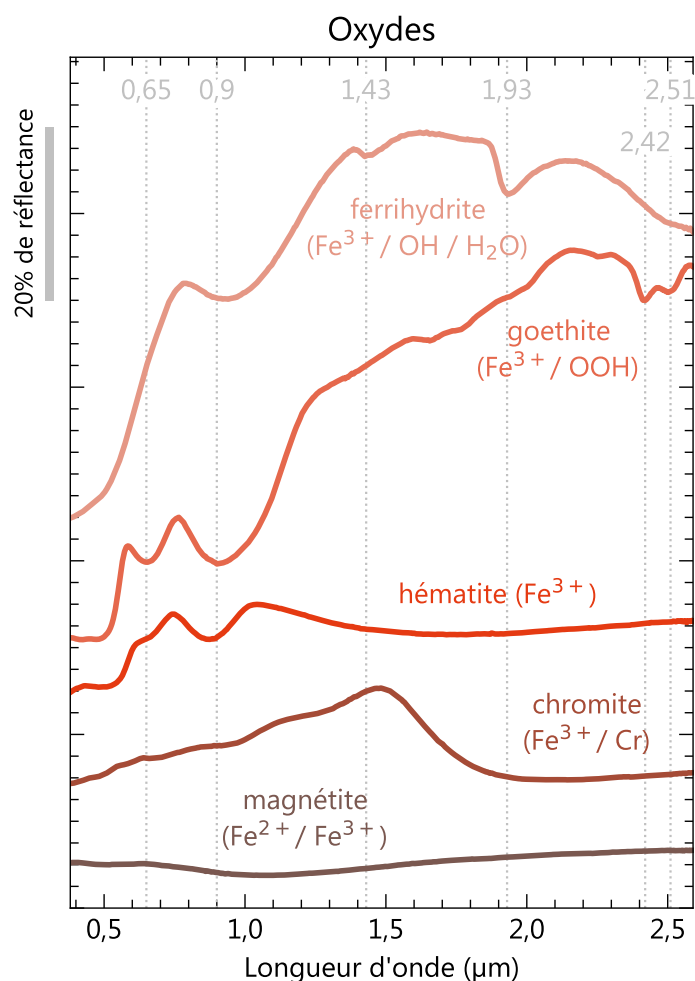 Oxydes
0,65 0,9 1,43 1,93 2,51
2,42
20% de réflectance
ferrihydrite
(Fe³⁺ / OH / H₂O)
goethite
(Fe³⁺ / OOH)
hématite (Fe³⁺)
chromite
(Fe³⁺ / Cr)
magnétite
(Fe²⁺ / Fe³⁺)
0,5 1,0 1,5 2,0 2,5
Longueur d'onde (µm)